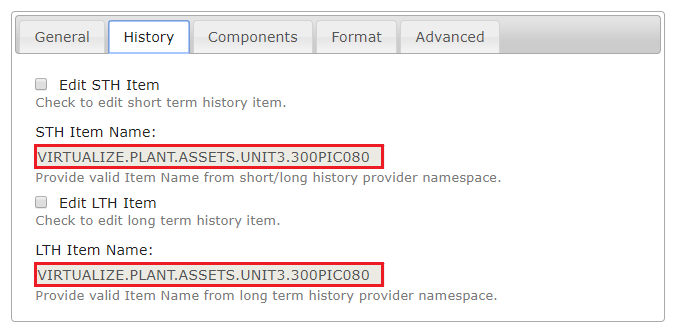 General History Components Format Advanced
Edit STH Item
Check to edit short term history item.
STH Item Name:
VIRTUALIZE.PLANT.ASSETS.UNIT3.300PIC080
Provide valid Item Name from short/long history provider namespace.
Edit LTH Item
Check to edit long term history item.
LTH Item Name:
VIRTUALIZE.PLANT.ASSETS.UNIT3.300PIC080
Provide valid Item Name from long term history provider namespace.